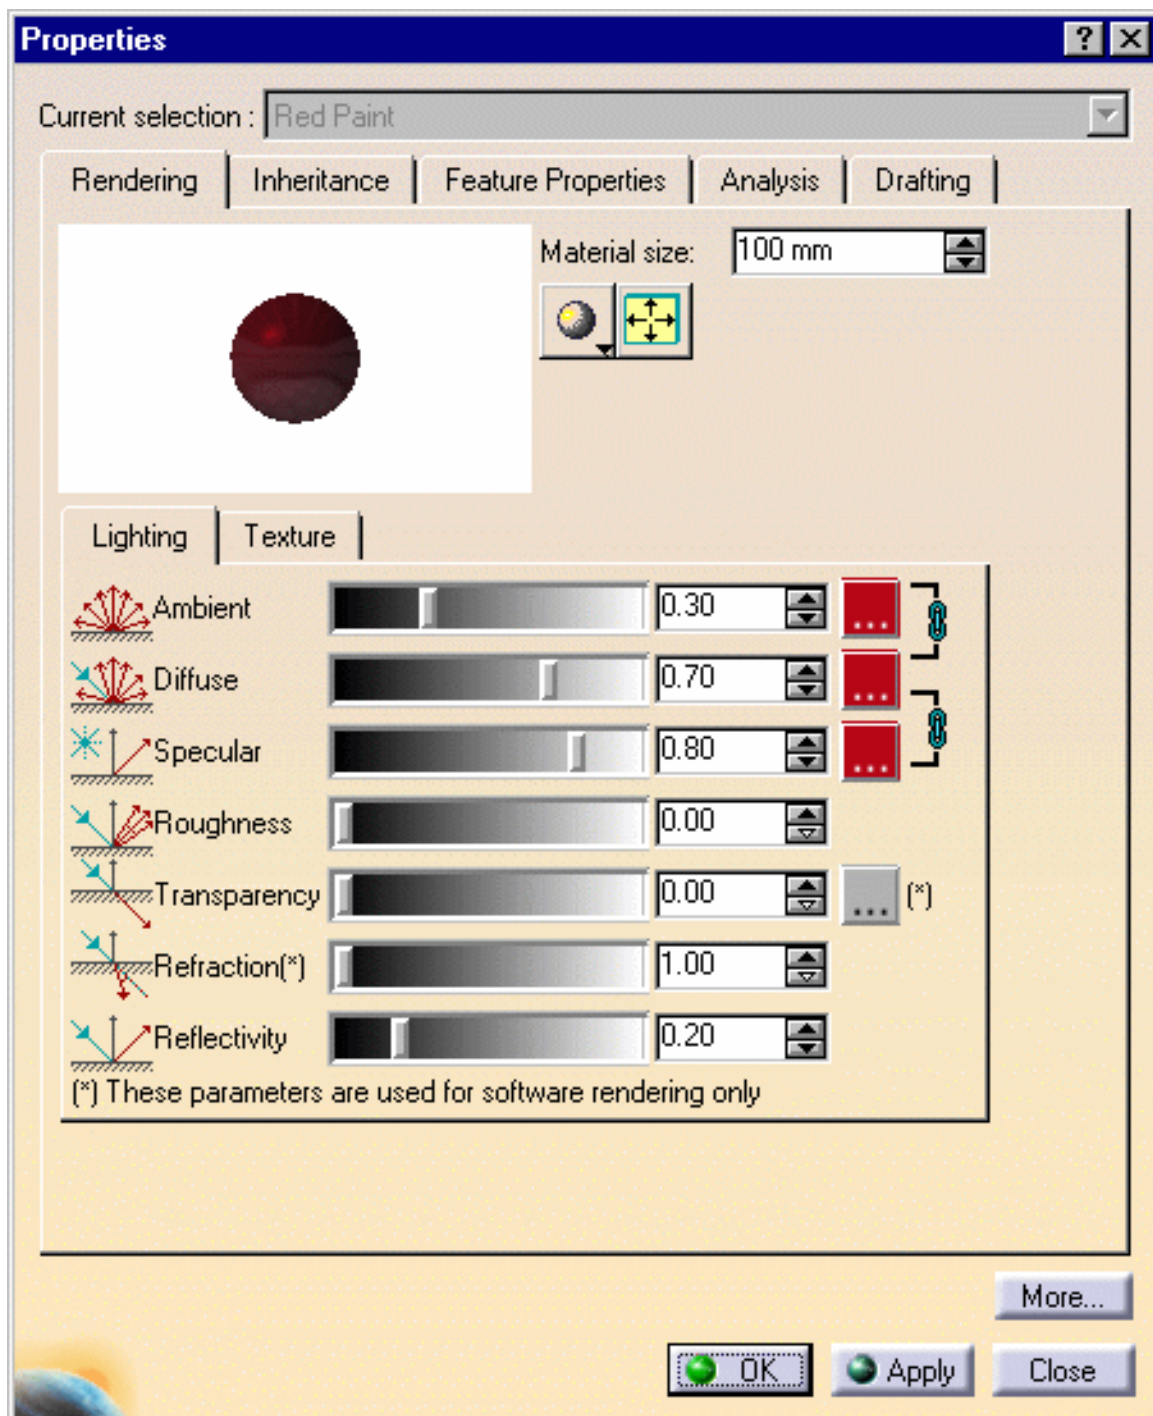 Properties
Current selection : Red Paint
Rendering Inheritance Feature Properties Analysis Drafting
Material size: 100 mm
Lighting Texture
Ambient 0.30 ...
Diffuse 0.70 ...
Specular 0.80 ...
Roughness 0.00
Transparency 0.00 ... (*)
Refraction(*) 1.00
Reflectivity 0.20
(*) These parameters are used for software rendering only
More...
OK Apply Close